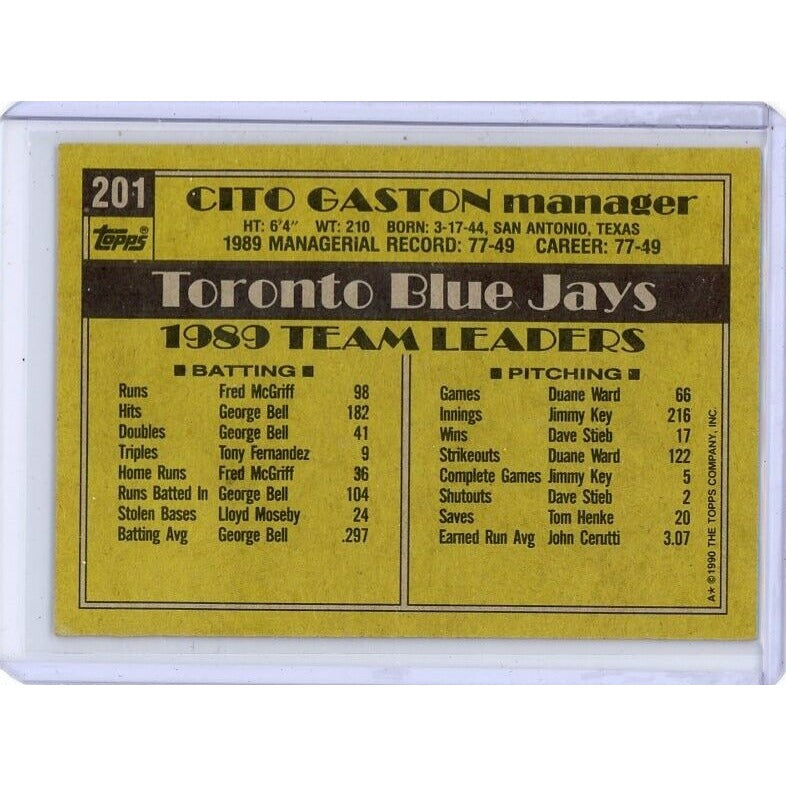 201
topps®
CITO GASTON manager
HT: 6'4" WT: 210 BORN: 3-17-44, SAN ANTONIO, TEXAS
1989 MANAGERIAL RECORD: 77-49 CAREER: 77-49
Toronto Blue Jays
1989 TEAM LEADERS
■ BATTING ■
Runs Fred McGriff 98
Hits George Bell 182
Doubles George Bell 41
Triples Tony Fernandez 9
Home Runs Fred McGriff 36
Runs Batted In George Bell 104
Stolen Bases Lloyd Moseby 24
Batting Avg George Bell .297
■ PITCHING ■
Games Duane Ward 66
Innings Jimmy Key 216
Wins Dave Stieb 17
Strikeouts Duane Ward 122
Complete Games Jimmy Key 5
Shutouts Dave Stieb 2
Saves Tom Henke 20
Earned Run Avg John Cerutti 3.07
A★ © 1990 THE TOPPS COMPANY, INC.